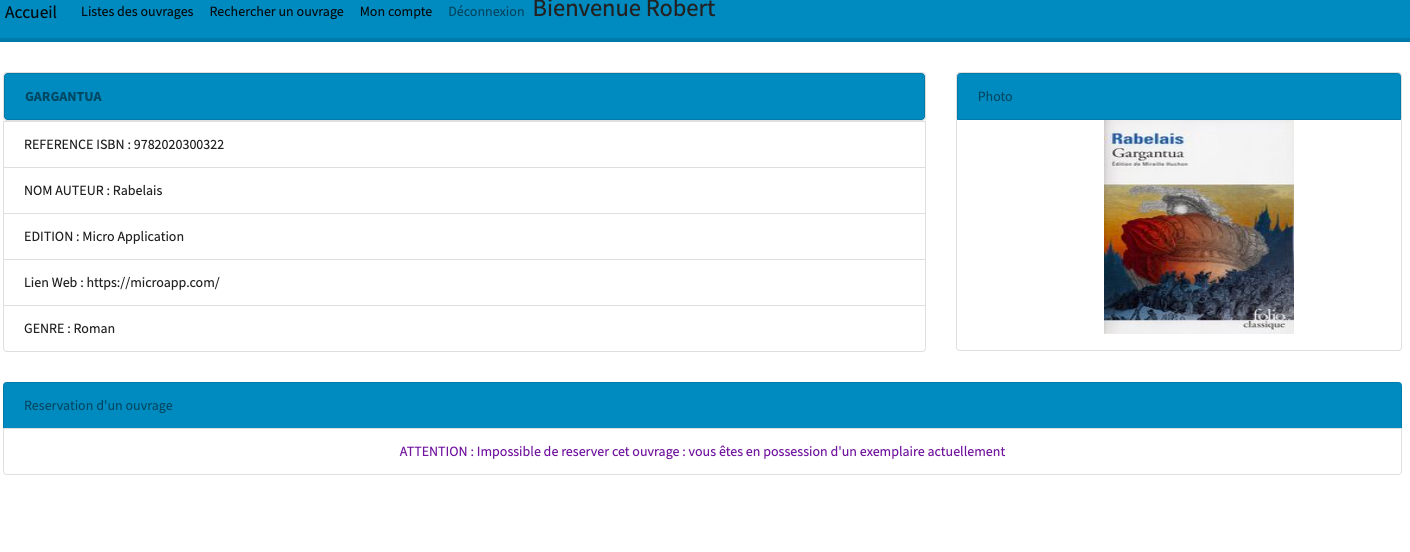 Accueil Listes des ouvrages Rechercher un ouvrage Mon compte Déconnexion Bienvenue Robert
GARGANTUA
REFERENCE ISBN : 9782020300322
NOM AUTEUR : Rabelais
EDITION : Micro Application
Lien Web : https://microapp.com/
GENRE : Roman
Photo
Rabelais
Gargantua
Édition de Mireille Huchon
folio
classique
Reservation d'un ouvrage
ATTENTION : Impossible de reserver cet ouvrage : vous êtes en possession d'un exemplaire actuellement